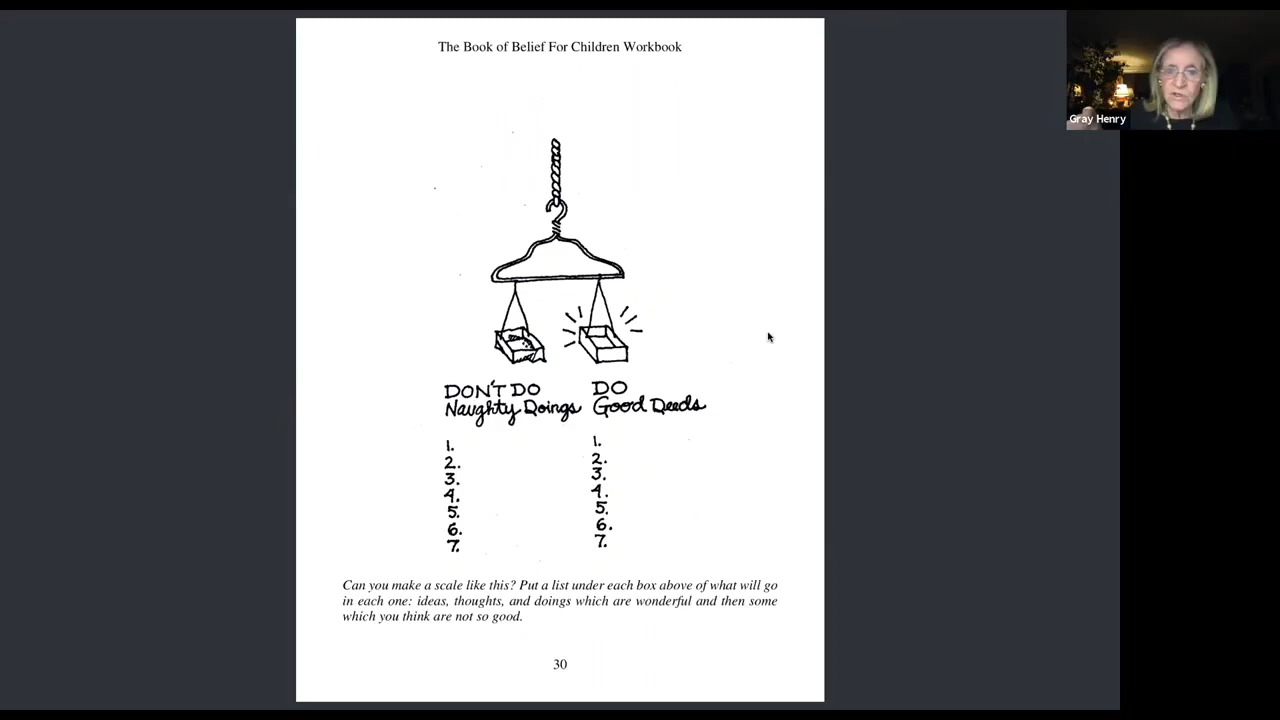 The Book of Belief For Children Workbook
Gray Henry
DON'T DO
Naughty Doings
1.
2.
3.
4.
5.
6.
7.
DO
Good Deeds
1.
2.
3.
4.
5.
6.
7.
Can you make a scale like this? Put a list under each box above of what will go
in each one: ideas, thoughts, and doings which are wonderful and then some
which you think are not so good.
30